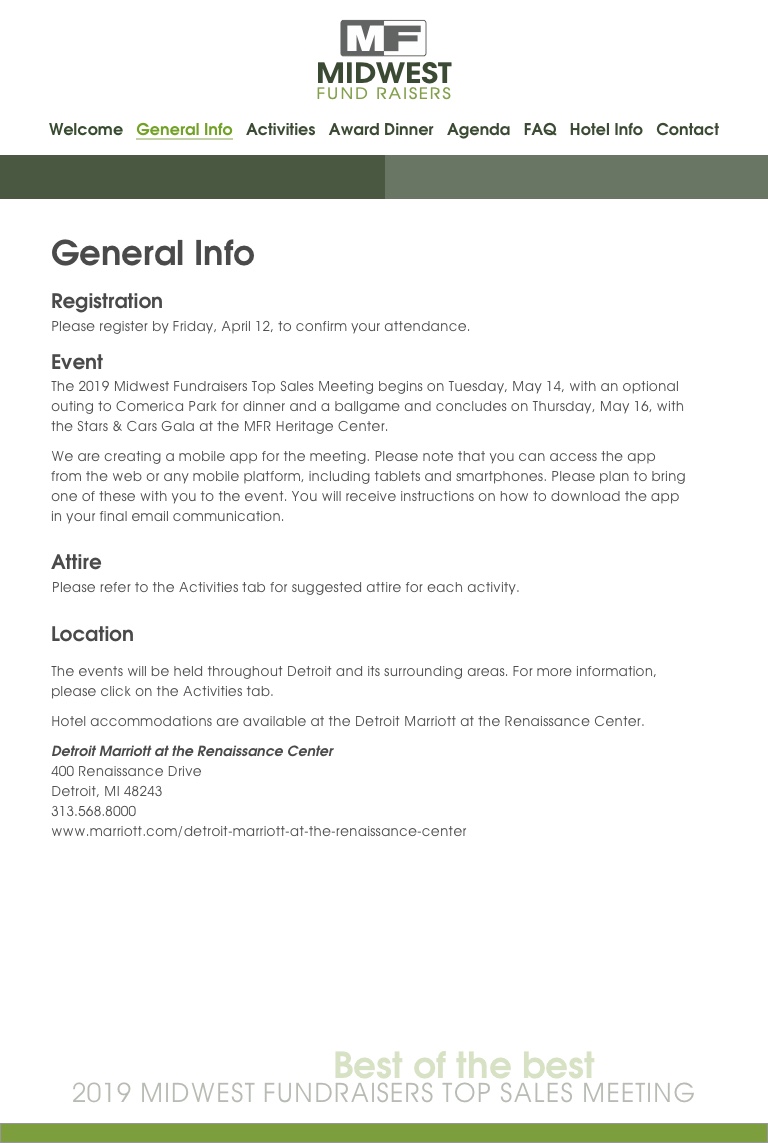 MF
MIDWEST
FUND RAISERS
Welcome General Info Activities Award Dinner Agenda FAQ Hotel Info Contact
General Info
Registration
Please register by Friday, April 12, to confirm your attendance.
Event
The 2019 Midwest Fundraisers Top Sales Meeting begins on Tuesday, May 14, with an optional
outing to Comerica Park for dinner and a ballgame and concludes on Thursday, May 16, with
the Stars & Cars Gala at the MFR Heritage Center.
We are creating a mobile app for the meeting. Please note that you can access the app
from the web or any mobile platform, including tablets and smartphones. Please plan to bring
one of these with you to the event. You will receive instructions on how to download the app
in your final email communication.
Attire
Please refer to the Activities tab for suggested attire for each activity.
Location
The events will be held throughout Detroit and its surrounding areas. For more information,
please click on the Activities tab.
Hotel accommodations are available at the Detroit Marriott at the Renaissance Center.
Detroit Marriott at the Renaissance Center
400 Renaissance Drive
Detroit, MI 48243
313.568.8000
www.marriott.com/detroit-marriott-at-the-renaissance-center
Best of the best
2019 MIDWEST FUNDRAISERS TOP SALES MEETING